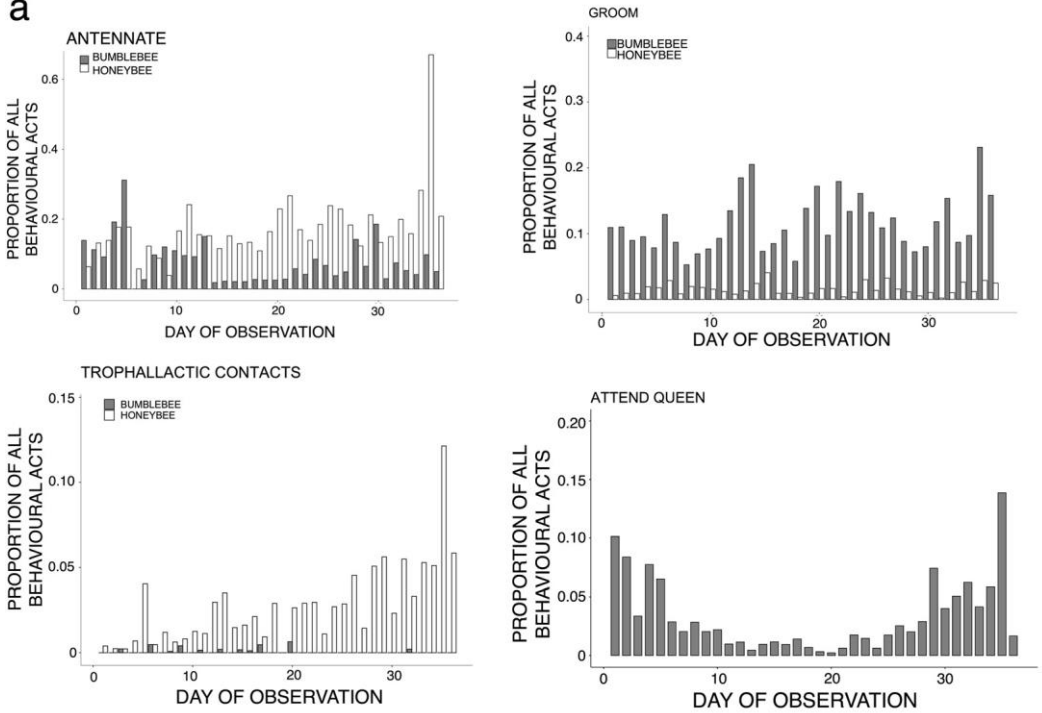 a
ANTENNATE
BUMBLEBEE
HONEYBEE
PROPORTION OF ALL
BEHAVIOURAL ACTS
0.6
0.4
0.2
0
0
10
20
30
DAY OF OBSERVATION
GROOM
BUMBLEBEE
HONEYBEE
PROPORTION OF ALL
BEHAVIOURAL ACTS
0.4
0.3
0.2
0.1
0
0
10
20
30
DAY OF OBSERVATION
TROPHALLACTIC CONTACTS
BUMBLEBEE
HONEYBEE
PROPORTION OF ALL
BEHAVIOURAL ACTS
0.15
0.10
0.05
0
0
10
20
30
DAY OF OBSERVATION
ATTEND QUEEN
PROPORTION OF ALL
BEHAVIOURAL ACTS
0.20
0.15
0.10
0.05
0
0
10
20
30
DAY OF OBSERVATION